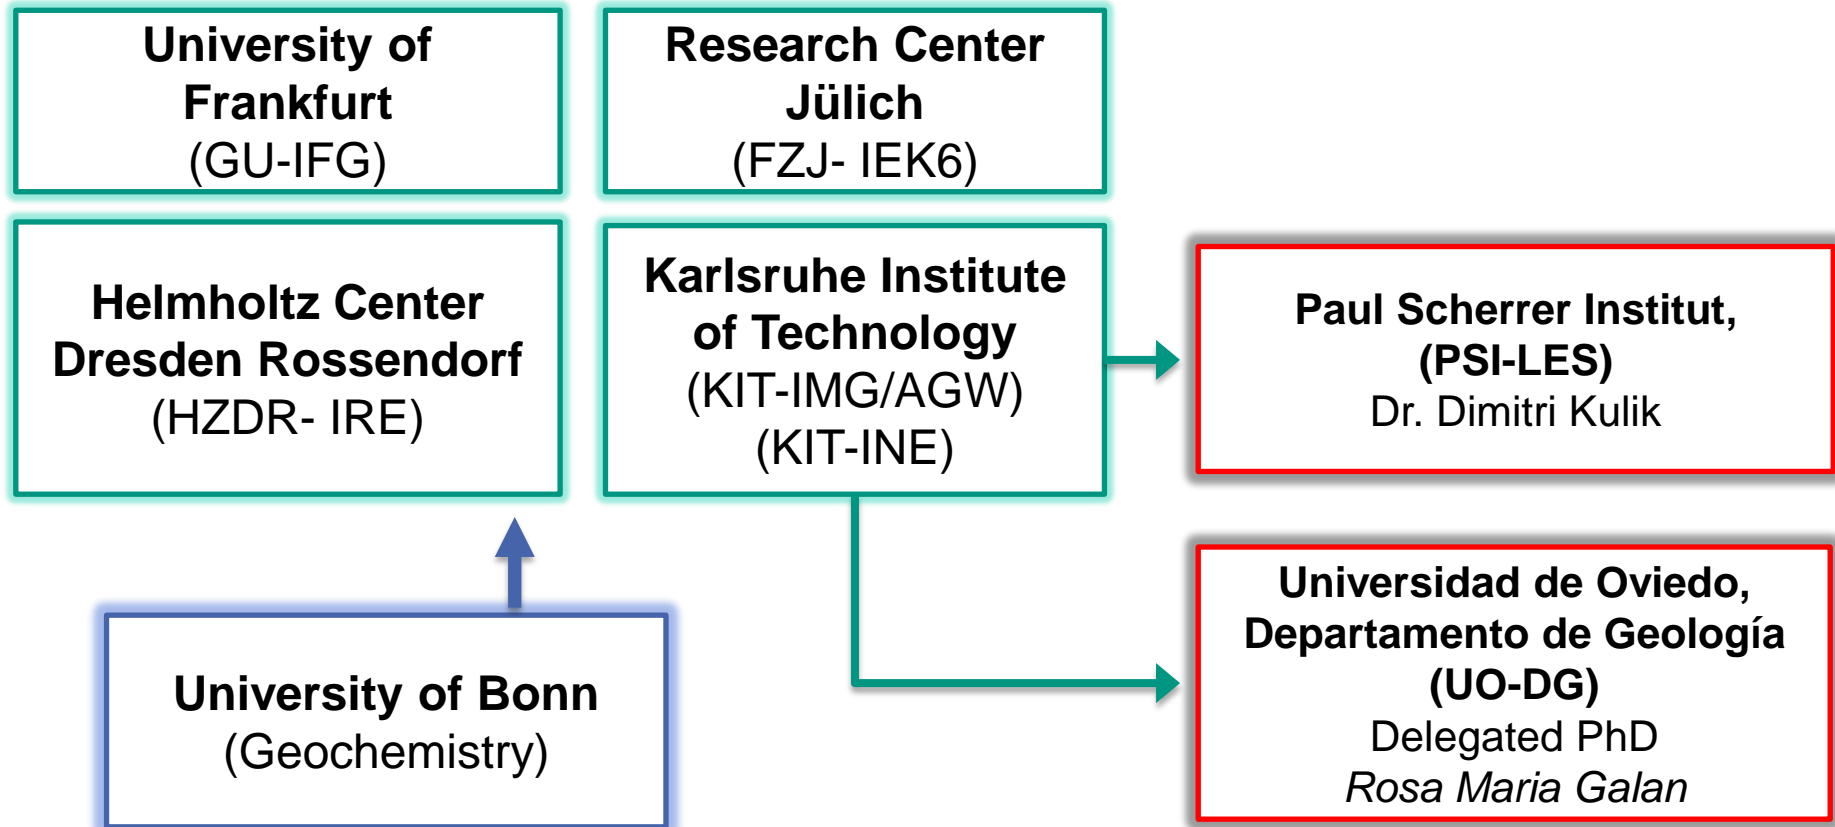 University of
Frankfurt
(GU-IFG)
Research Center
Jülich
(FZJ- IEK6)
Helmholtz Center
Dresden Rossendorf
(HZDR- IRE)
Karlsruhe Institute
of Technology
(KIT-IMG/AGW)
(KIT-INE)
Paul Scherrer Institut,
(PSI-LES)
Dr. Dimitri Kulik
University of Bonn
(Geochemistry)
Universidad de Oviedo,
Departamento de Geología
(UO-DG)
Delegated PhD
Rosa Maria Galan